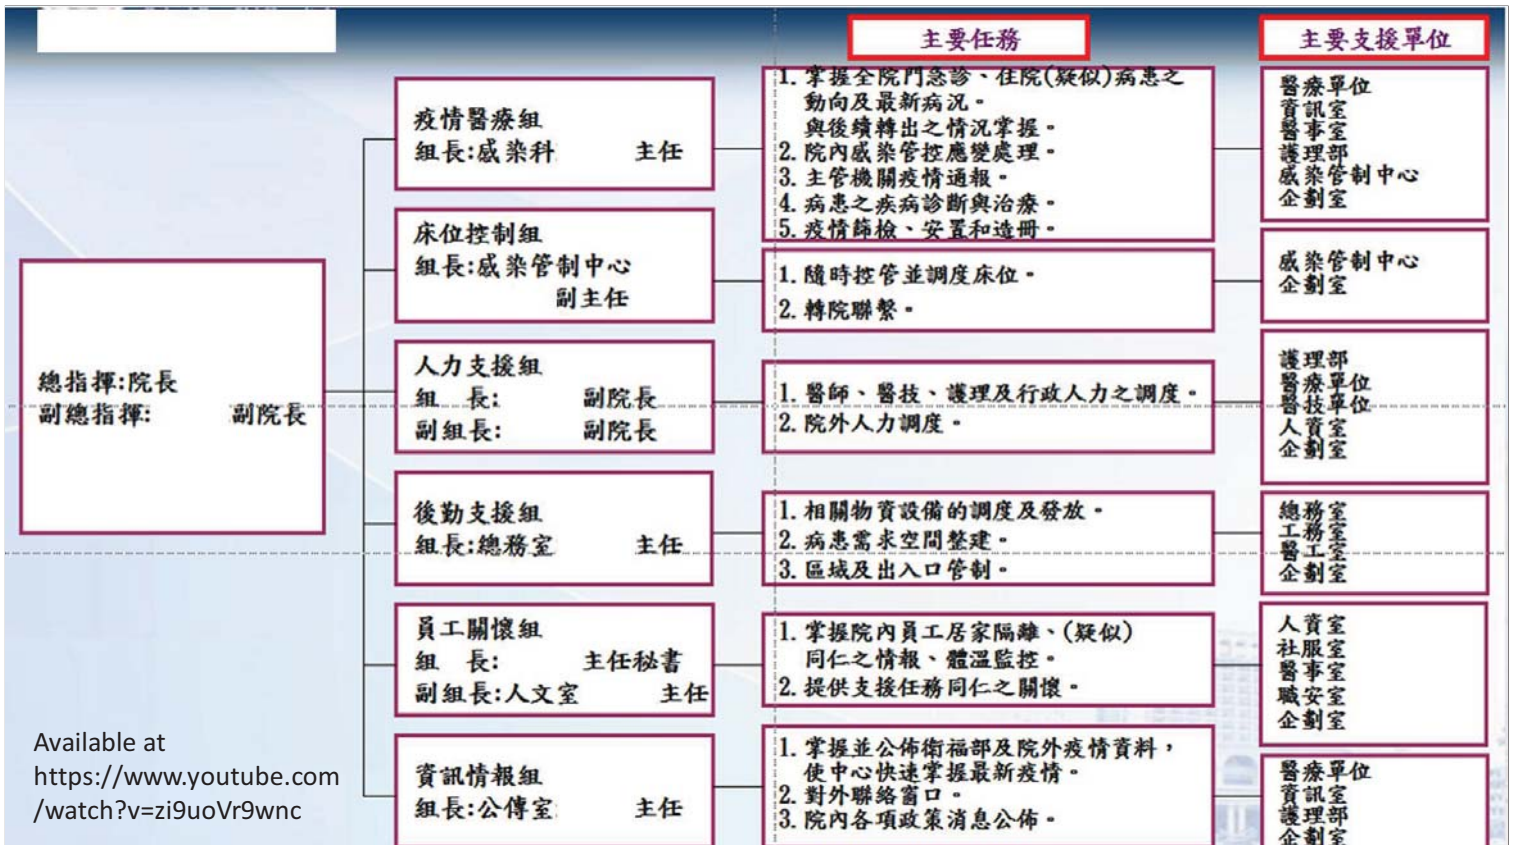 主要任務
主要支援單位
總指揮:院長
副總指揮: 副院長
疫情醫療組
組長:感染科 主任
1. 掌握全院門急診、住院(疑似)病患之
動向及最新病況。
與後續轉出之情況掌握。
2. 院內感染管控應變處理。
3. 主管機關疫情通報。
4. 病患之疾病診斷與治療。
5. 疫情篩檢、安置和造冊。
醫療單位
資訊室
醫事室
護理部
感染管制中心
企劃室
床位控制組
組長:感染管制中心
副主任
1. 隨時控管並調度床位。
2. 轉院聯繫。
感染管制中心
企劃室
人力支援組
組 長: 副院長
副組長: 副院長
1. 醫師、醫技、護理及行政人力之調度。
2. 院外人力調度。
護理部
醫療單位
醫技單位
人資室
企劃室
後勤支援組
組長:總務室 主任
1. 相關物資設備的調度及發放。
2. 病患需求空間整建。
3. 區域及出入口管制。
總務室
工務室
醫工室
企劃室
員工關懷組
組 長: 主任秘書
副組長:人文室 主任
1. 掌握院內員工居家隔離、(疑似)
同仁之情報、體溫監控。
2. 提供支援任務同仁之關懷。
人資室
社服室
醫事室
職安室
企劃室
資訊情報組
組長:公傳室 主任
1. 掌握並公佈衛福部及院外疫情資料，
使中心快速掌握最新疫情。
2. 對外聯絡窗口。
3. 院內各項政策消息公佈。
醫療單位
資訊室
護理部
企劃室
Available at
https://www.youtube.com
/watch?v=zi9uoVr9wnc